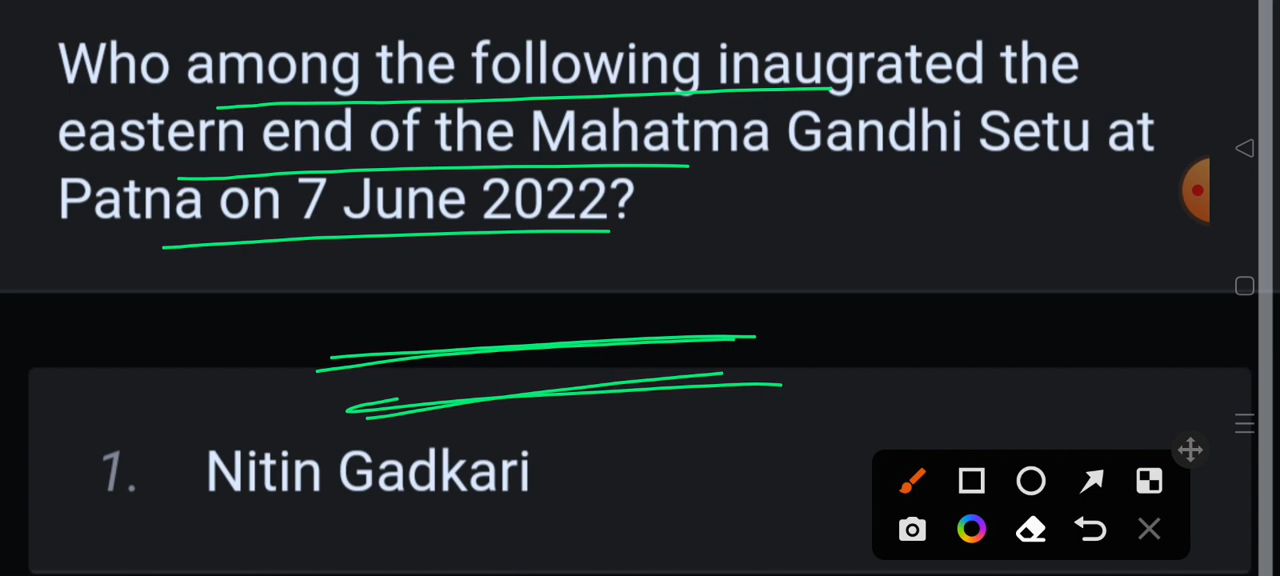 Who among the following inaugrated the
eastern end of the Mahatma Gandhi Setu at
Patna on 7 June 2022?
1. Nitin Gadkari